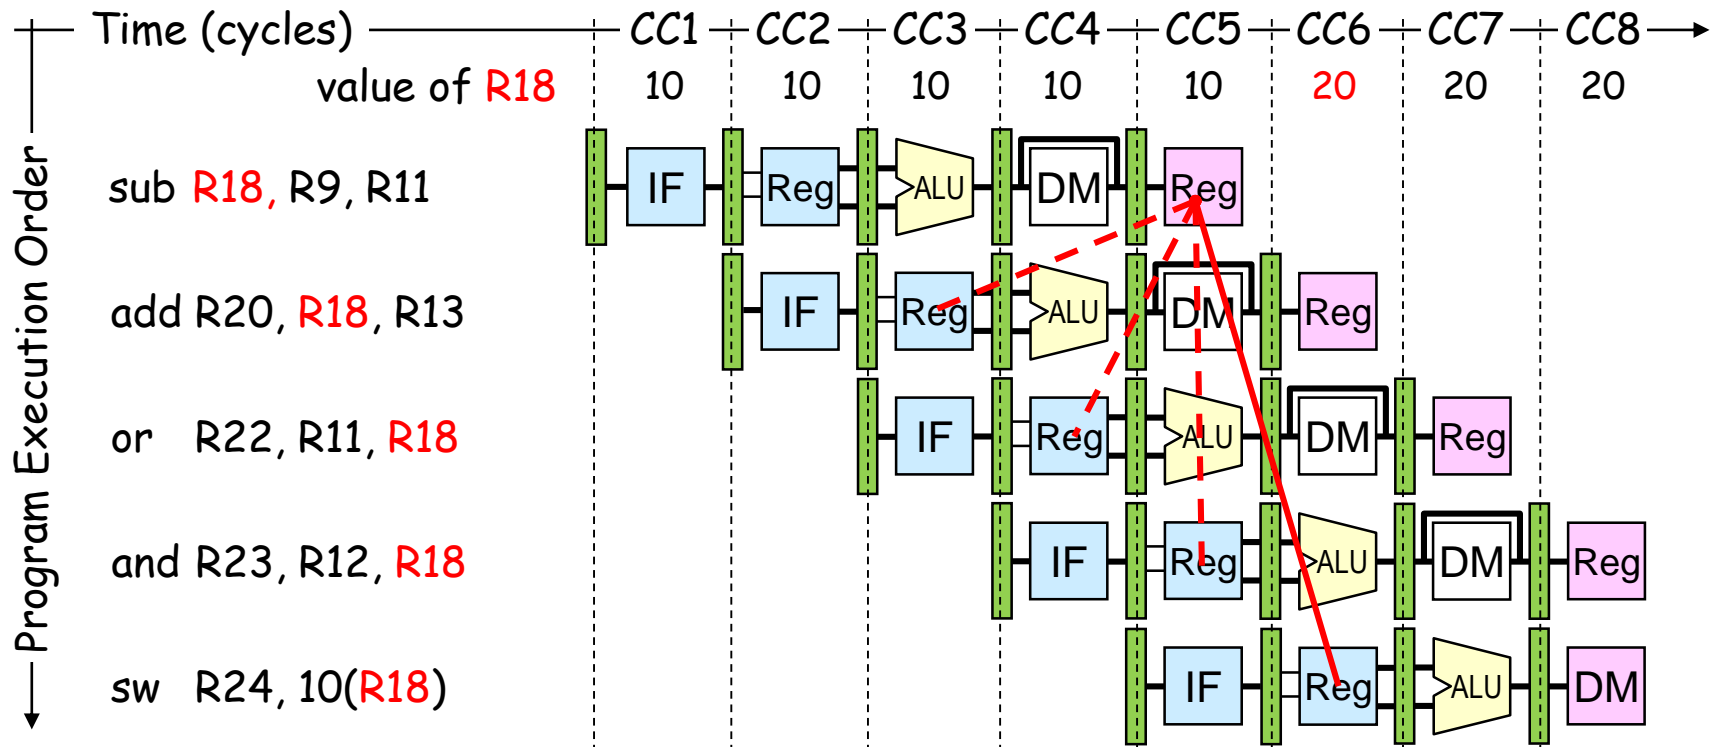 Time (cycles) CC1 CC2 CC3 CC4 CC5 CC6 CC7 CC8
value of R18 10 10 10 10 10 20 20 20
Program Execution Order
sub R18, R9, R11 IF Reg ALU DM Reg
add R20, R18, R13 IF Reg ALU DM Reg
or R22, R11, R18 IF Reg ALU DM Reg
and R23, R12, R18 IF Reg ALU DM Reg
sw R24, 10(R18) IF Reg ALU DM